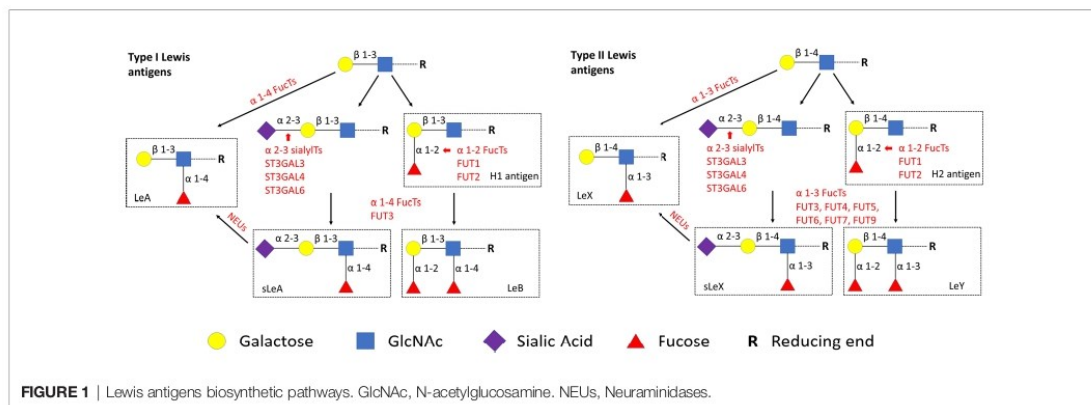 Type I Lewis
antigens
β 1-3
R
α 1-4 FucTs
α 2-3
β 1-3
R
α 2-3 sialylTs
ST3GAL3
ST3GAL4
ST3GAL6
β 1-3
R
α 1-2
α 1-2 FucTs
FUT1
FUT2
H1 antigen
β 1-3
R
α 1-4
LeA
NEUs
α 1-4 FucTs
FUT3
α 2-3
β 1-3
R
α 1-4
sLeA
β 1-3
R
α 1-2
α 1-4
LeB
Type II Lewis
antigens
β 1-4
R
α 1-3 FucTs
α 2-3
β 1-4
R
α 2-3 sialylTs
ST3GAL3
ST3GAL4
ST3GAL6
β 1-4
R
α 1-2
α 1-2 FucTs
FUT1
FUT2
H2 antigen
β 1-4
R
α 1-3
LeX
NEUs
α 1-3 FucTs
FUT3, FUT4, FUT5,
FUT6, FUT7, FUT9
α 2-3
β 1-4
R
α 1-3
sLeX
β 1-4
R
α 1-2
α 1-3
LeY
Galactose
GlcNAc
Sialic Acid
Fucose
R Reducing end
FIGURE 1 | Lewis antigens biosynthetic pathways. GlcNAc, N-acetylglucosamine. NEUs, Neuraminidases.